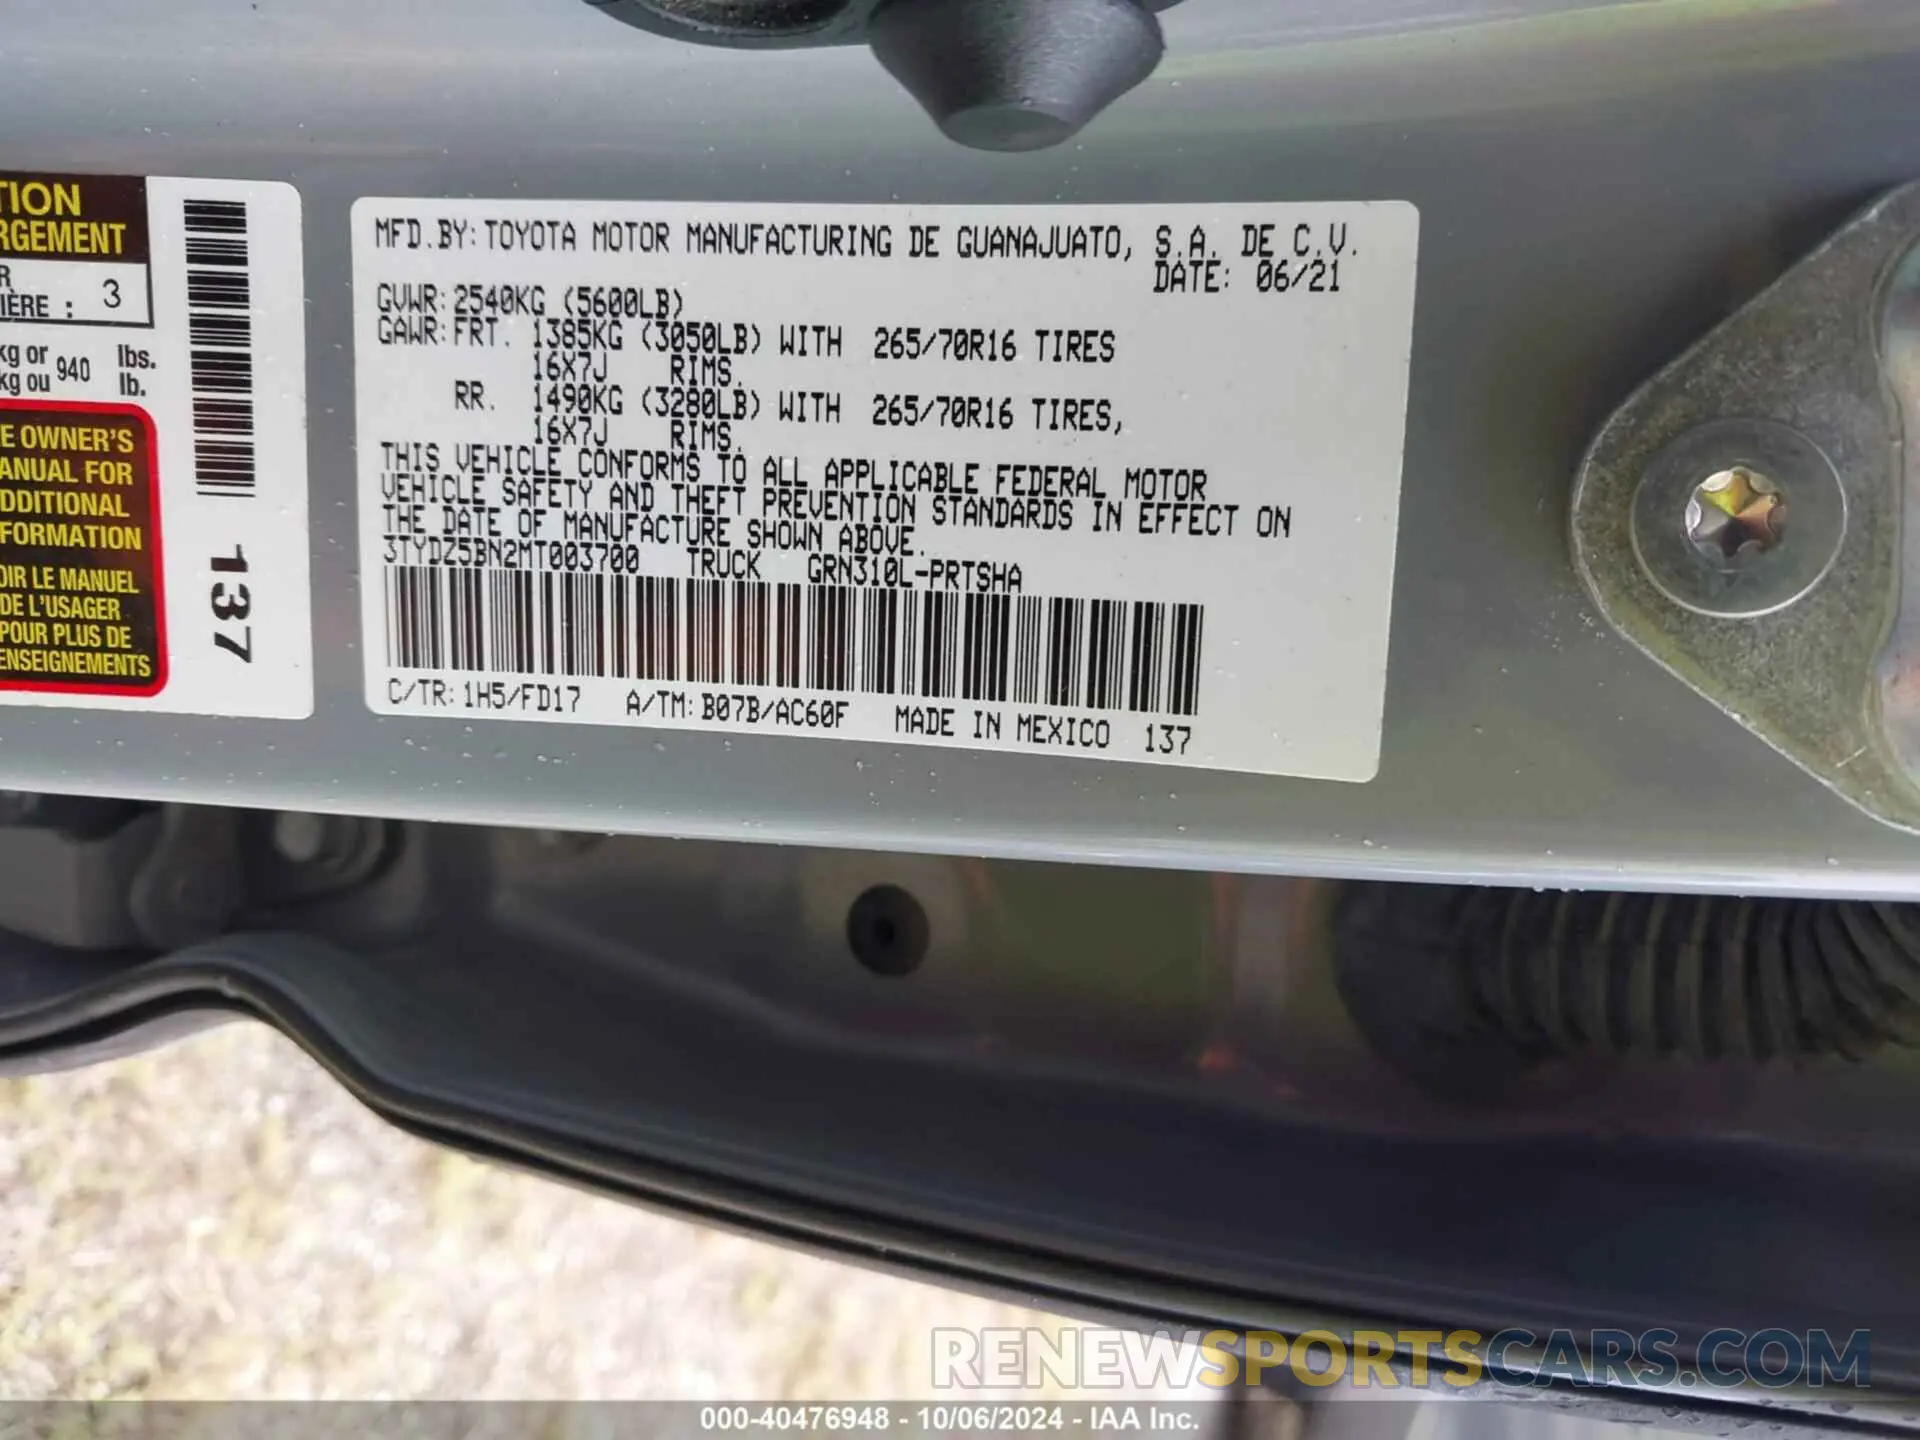 TION
RGEMENT
R
IÈRE : 3
kg or 940 lbs.
kg ou lb.
E OWNER'S
ANUAL FOR
DDITIONAL
FORMATION
OIR LE MANUEL
DE L'USAGER
POUR PLUS DE
ENSEIGNEMENTS
137
MFD.BY:TOYOTA MOTOR MANUFACTURING DE GUANAJUATO, S.A. DE C.V.
DATE: 06/21
GVWR:2540KG (5600LB)
GAWR:FRT. 1385KG (3050LB) WITH 265/70R16 TIRES
16X7J RIMS.
RR. 1490KG (3280LB) WITH 265/70R16 TIRES,
16X7J RIMS.
THIS VEHICLE CONFORMS TO ALL APPLICABLE FEDERAL MOTOR
VEHICLE SAFETY AND THEFT PREVENTION STANDARDS IN EFFECT ON
THE DATE OF MANUFACTURE SHOWN ABOVE.
3TYDZ5BN2MT003700 TRUCK GRN310L-PRTSHA
C/TR:1H5/FD17 A/TM:B07B/AC60F MADE IN MEXICO 137
RENEWSPORTSCARS.COM
000-40476948 - 10/06/2024 - IAA Inc.